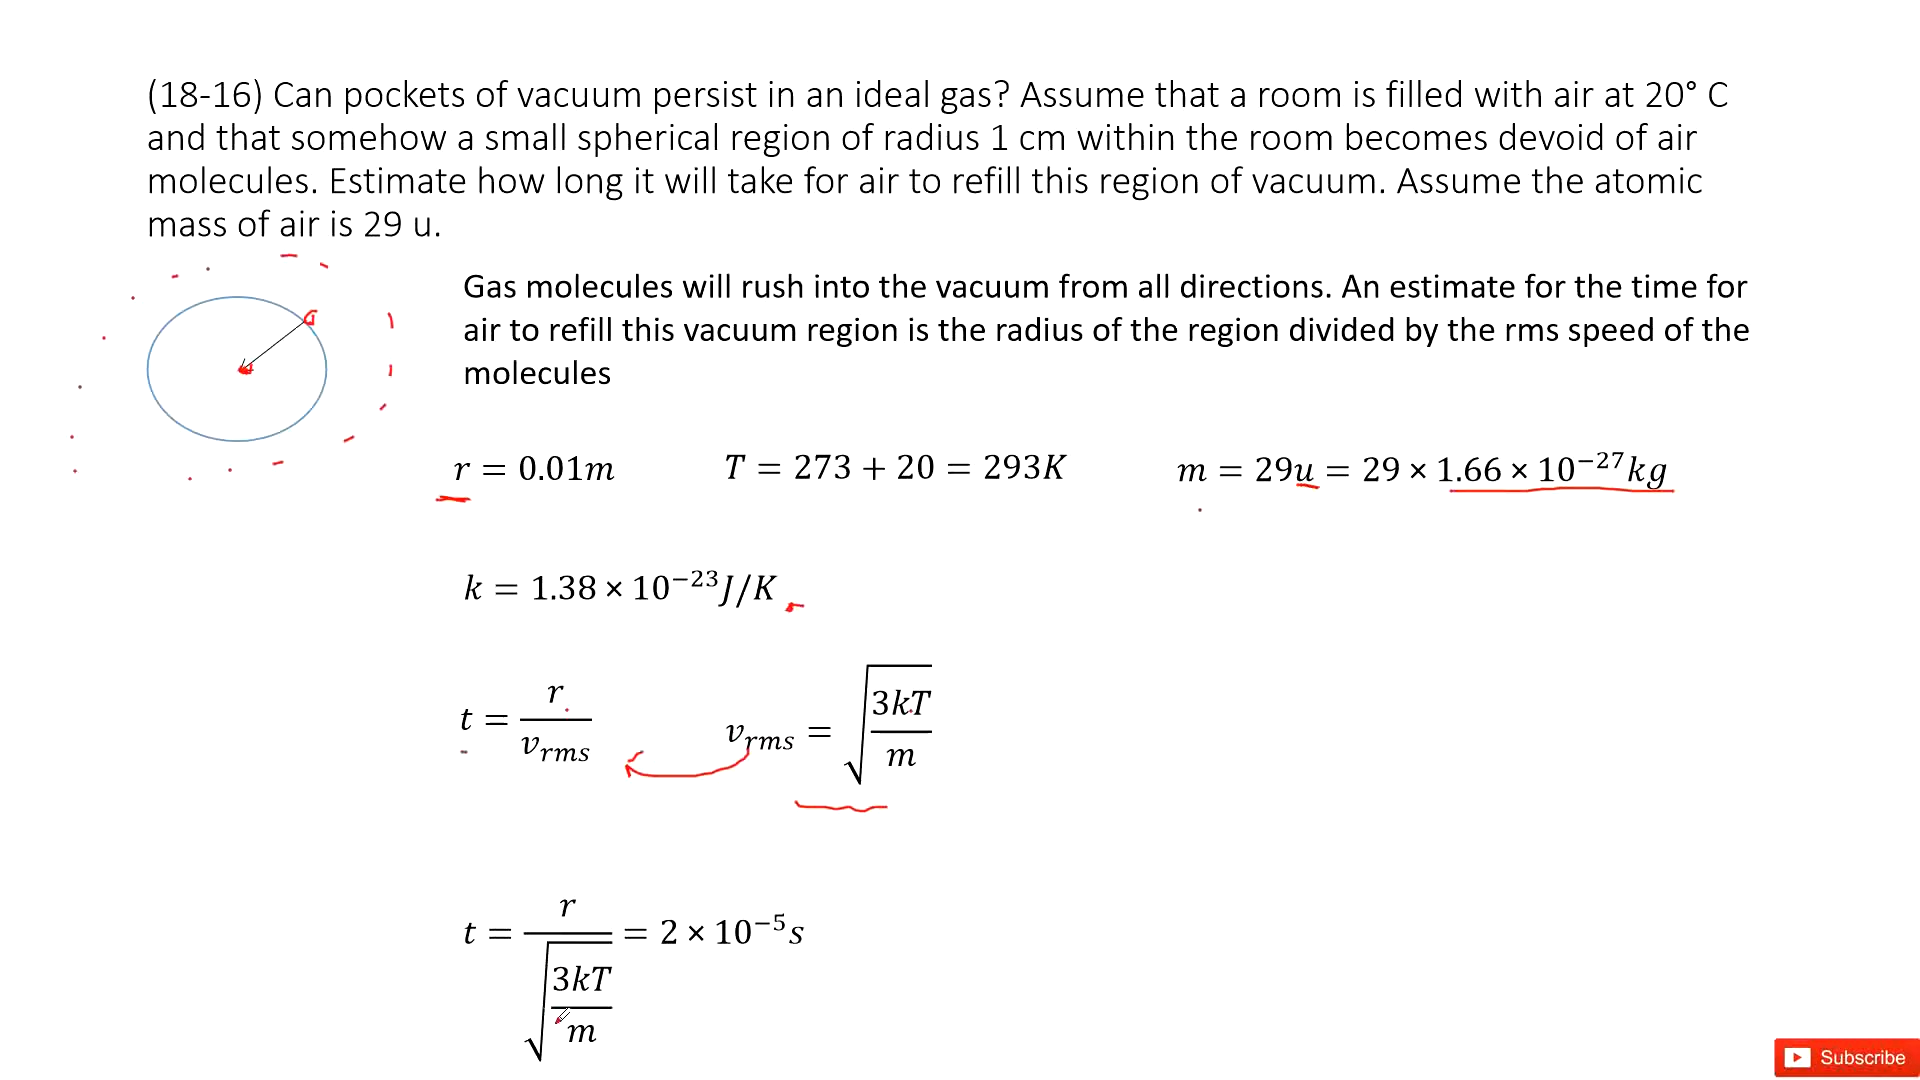 (18-16) Can pockets of vacuum persist in an ideal gas? Assume that a room is filled with air at 20° C
and that somehow a small spherical region of radius 1 cm within the room becomes devoid of air
molecules. Estimate how long it will take for air to refill this region of vacuum. Assume the atomic
mass of air is 29 u.
Gas molecules will rush into the vacuum from all directions. An estimate for the time for
air to refill this vacuum region is the radius of the region divided by the rms speed of the
molecules
r = 0.01m T = 273 + 20 = 293K m = 29u = 29 × 1.66 × 10⁻²⁷kg
k = 1.38 × 10⁻²³J/K
t = r/v_rms v_rms = √(3kT/m)
t = r/√(3kT/m) = 2 × 10⁻⁵s
Subscribe